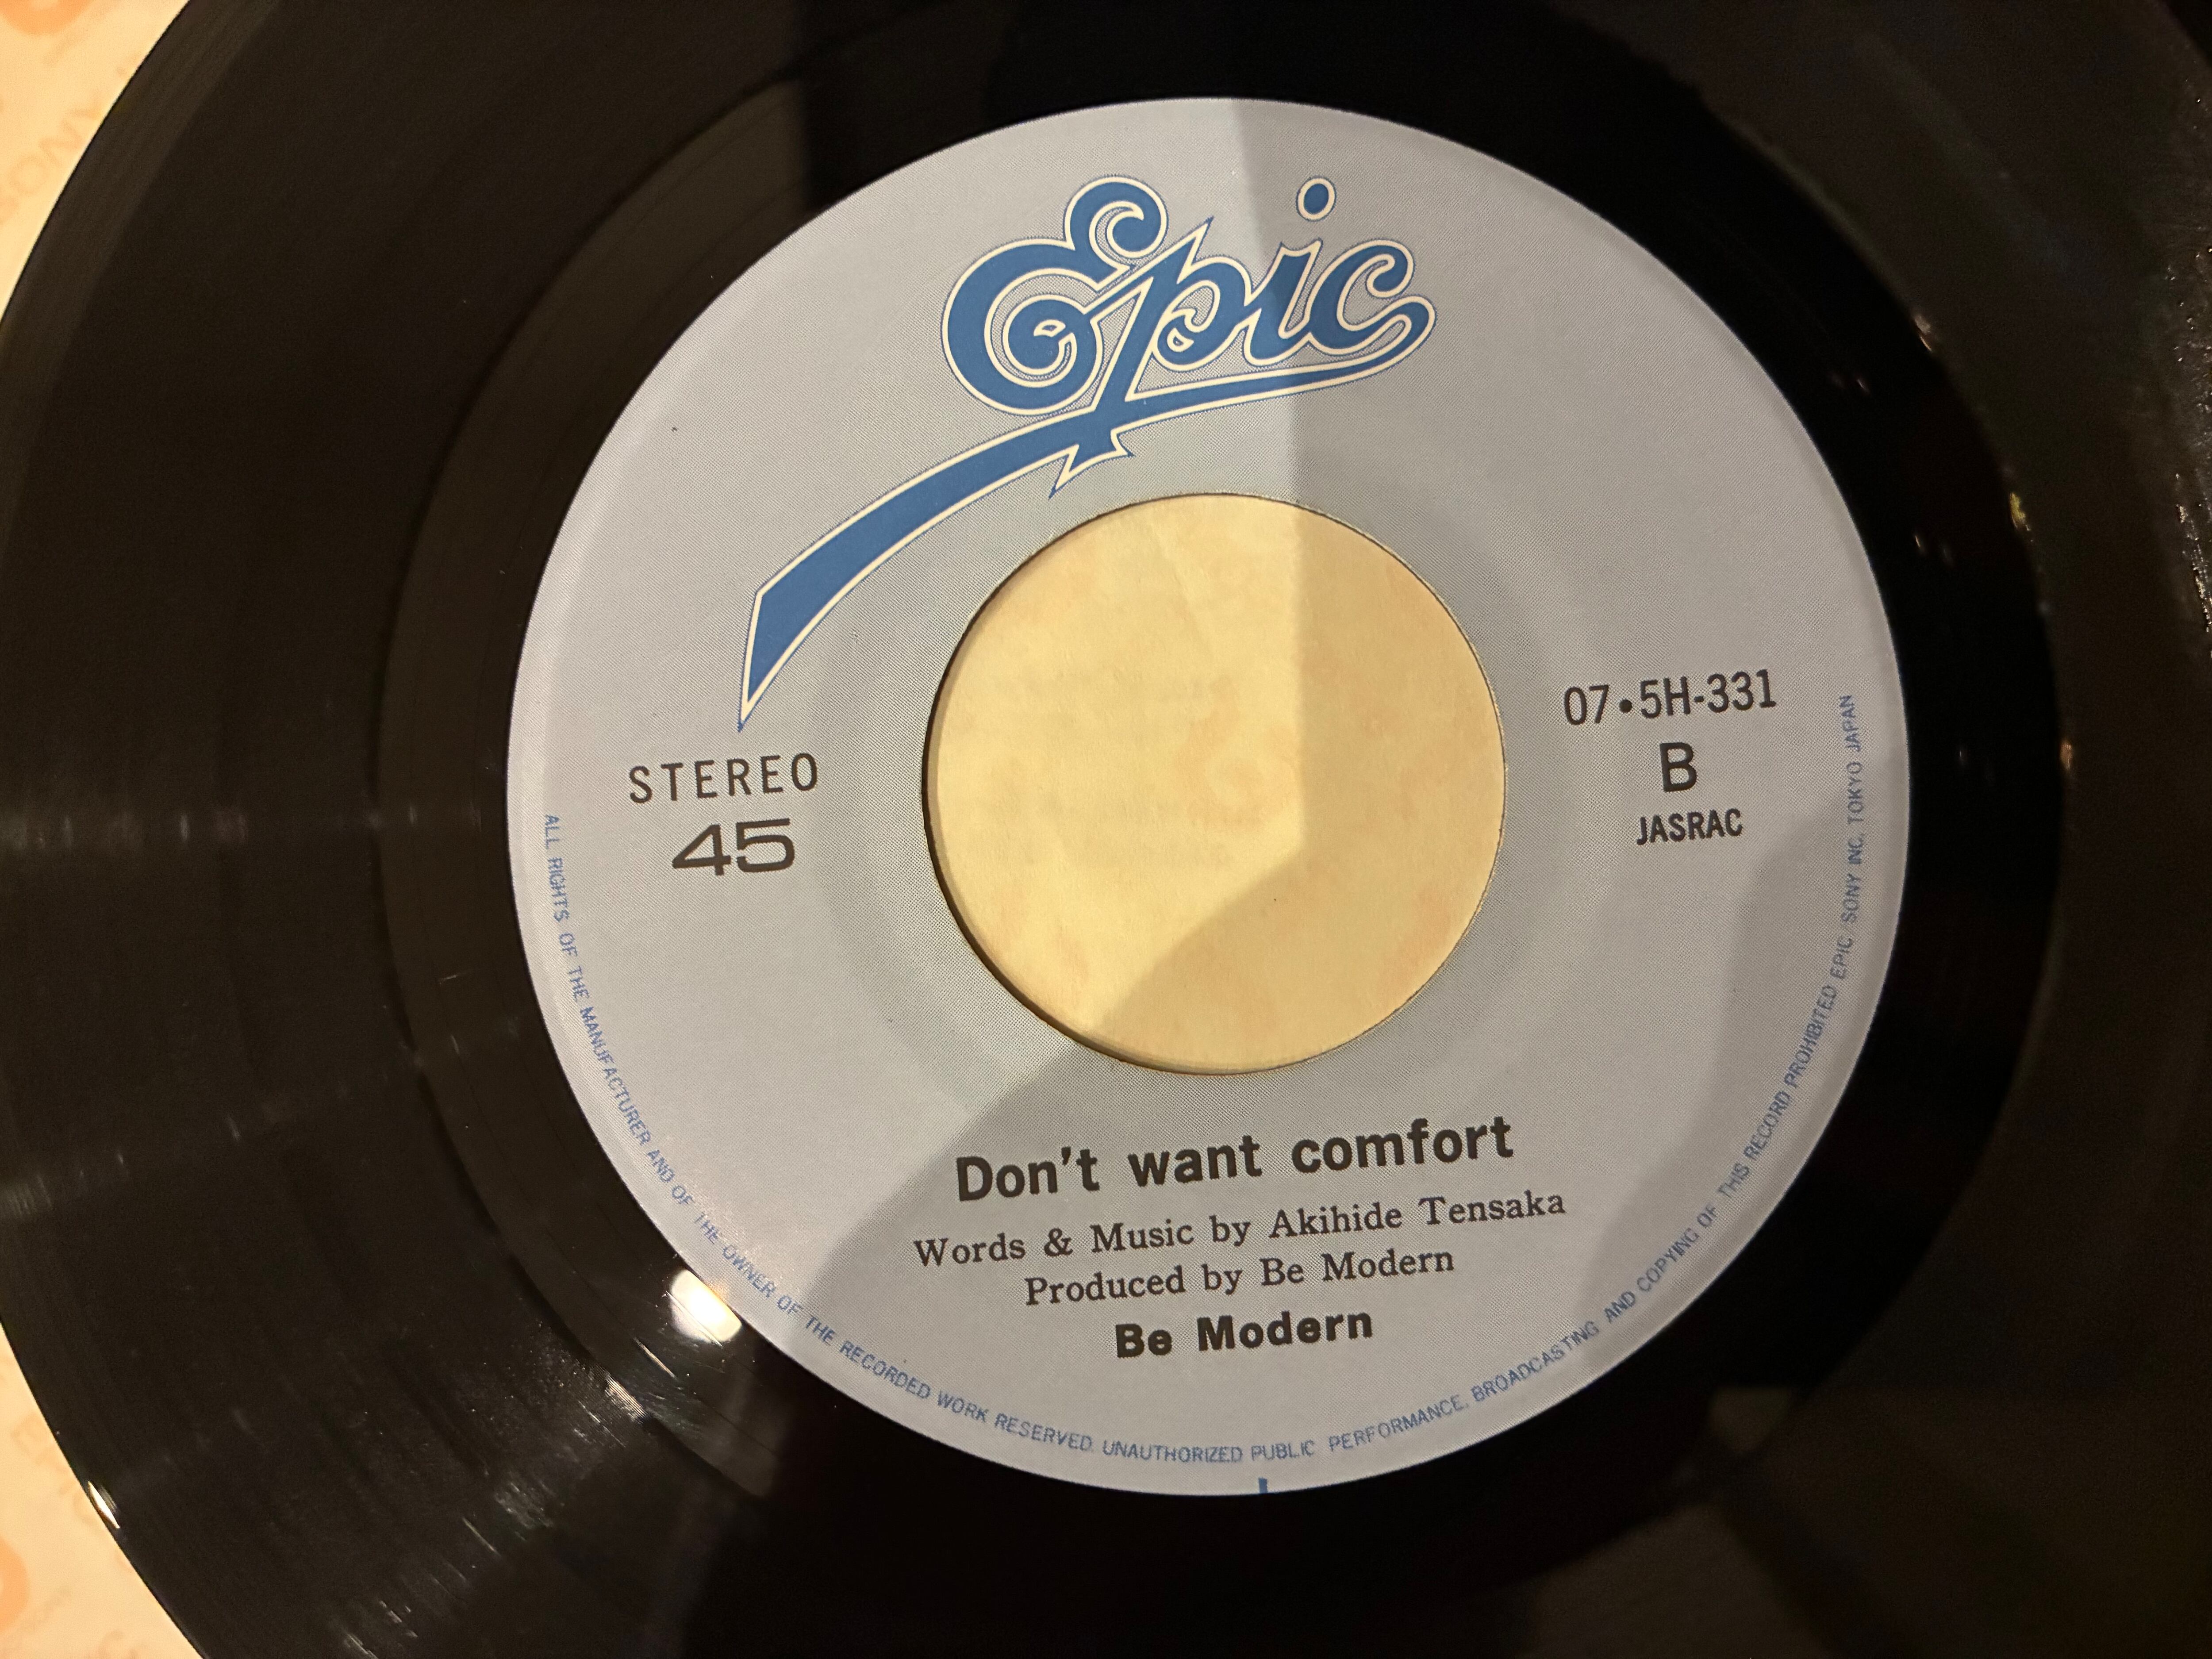 Epic
STEREO
45
07•5H-331
B
JASRAC
Don't want comfort
Words & Music by Akihide Tensaka
Produced by Be Modern
Be Modern
ALL RIGHTS OF THE MANUFACTURER AND OF THE OWNER OF THE RECORDED WORK RESERVED. UNAUTHORIZED PUBLIC PERFORMANCE, BROADCASTING AND COPYING OF THIS RECORD PROHIBITED EPIC/SONY INC. TOKYO JAPAN